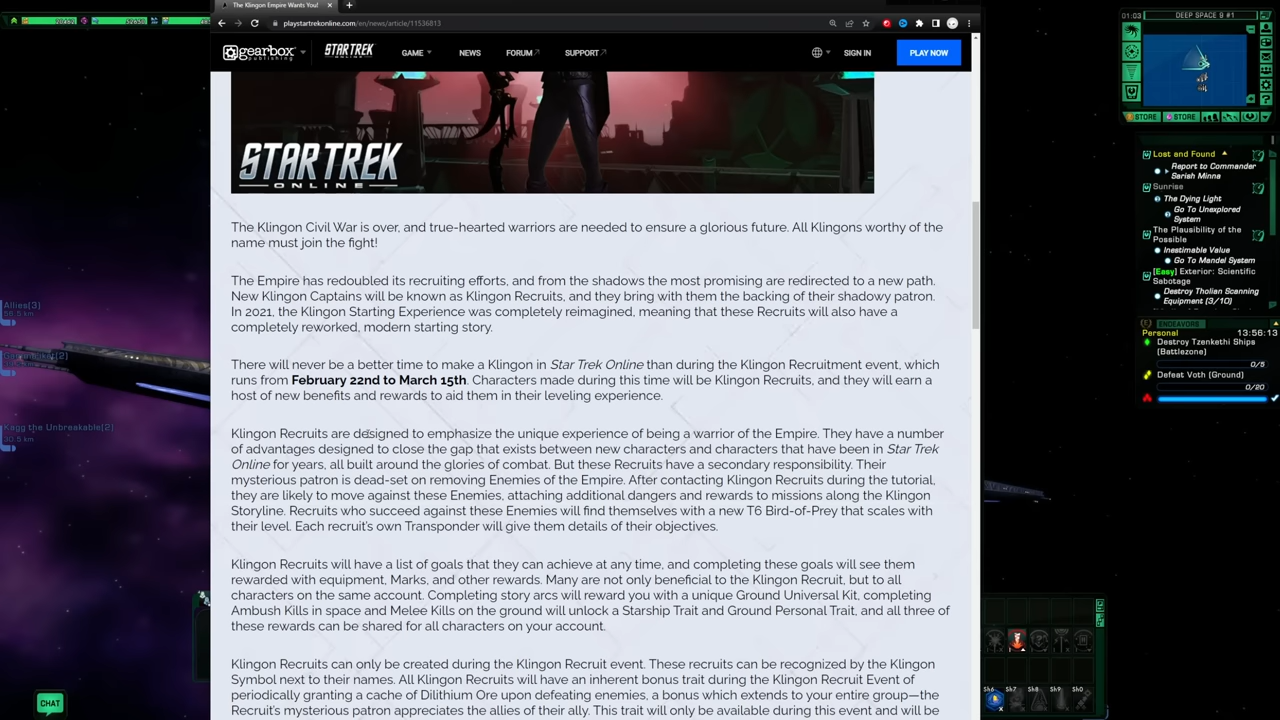 The Klingon Empire Wants You!
playstartrekonline.com/en/news/article/11536813
gearbox publishing
STAR TREK ONLINE
GAME NEWS FORUM SUPPORT
SIGN IN
PLAY NOW
STAR TREK
ONLINE
The Klingon Civil War is over, and true-hearted warriors are needed to ensure a glorious future. All Klingons worthy of the
name must join the fight!
The Empire has redoubled its recruiting efforts, and from the shadows the most promising are redirected to a new path.
New Klingon Captains will be known as Klingon Recruits, and they bring with them the backing of their shadowy patron.
In 2021, the Klingon Starting Experience was completely reimagined, meaning that these Recruits will also have a
completely reworked, modern starting story.
There will never be a better time to make a Klingon in Star Trek Online than during the Klingon Recruitment event, which
runs from February 22nd to March 15th. Characters made during this time will be Klingon Recruits, and they will earn a
host of new benefits and rewards to aid them in their leveling experience.
Klingon Recruits are designed to emphasize the unique experience of being a warrior of the Empire. They have a number
of advantages designed to close the gap that exists between new characters and characters that have been in Star Trek
Online for years, all built around the glories of combat. But these Recruits have a secondary responsibility. Their
mysterious patron is dead-set on removing Enemies of the Empire. After contacting Klingon Recruits during the tutorial,
they are likely to move against these Enemies, attaching additional dangers and rewards to missions along the Klingon
Storyline. Recruits who succeed against these Enemies will find themselves with a new T6 Bird-of-Prey that scales with
their level. Each recruit's own Transponder will give them details of their objectives.
Klingon Recruits will have a list of goals that they can achieve at any time, and completing these goals will see them
rewarded with equipment, Marks, and other rewards. Many are not only beneficial to the Klingon Recruit, but to all
characters on the same account. Completing story arcs will reward you with a unique Ground Universal Kit, completing
Ambush Kills in space and Melee Kills on the ground will unlock a Starship Trait and Ground Personal Trait, and all three of
these rewards can be shared for all characters on your account.
Klingon Recruits can only be created during the Klingon Recruit event. These recruits can be recognized by the Klingon
Symbol next to their names. All Klingon Recruits will have an inherent bonus trait during the Klingon Recruit Event of
periodically granting a cache of Dilithium Ore upon defeating enemies, a bonus which extends to your entire group—the
Recruit's mysterious patron appreciates the allies of their ally. This trait will only be available during this event and will be
Allies(3)
56.5 km
Kagg the Unbreakable(2)
30.5 km
CHAT
01:03
DEEP SPACE 9 #1
STORE
STORE
Lost and Found
Report to Commander
Sarish Minna
Sunrise
The Dying Light
Go To Unexplored
System
The Plausibility of the
Possible
Inestimable Value
Go To Mandel System
[Easy] Exterior: Scientific
Sabotage
Destroy Tholian Scanning
Equipment (3/10)
ENDEAVORS
Personal 13:56:13
Destroy Tzenkethi Ships
(Battlezone)
0/5
Defeat Voth (Ground)
0/20
Sh6 Sh7 Sh8 Sh9 Sh0